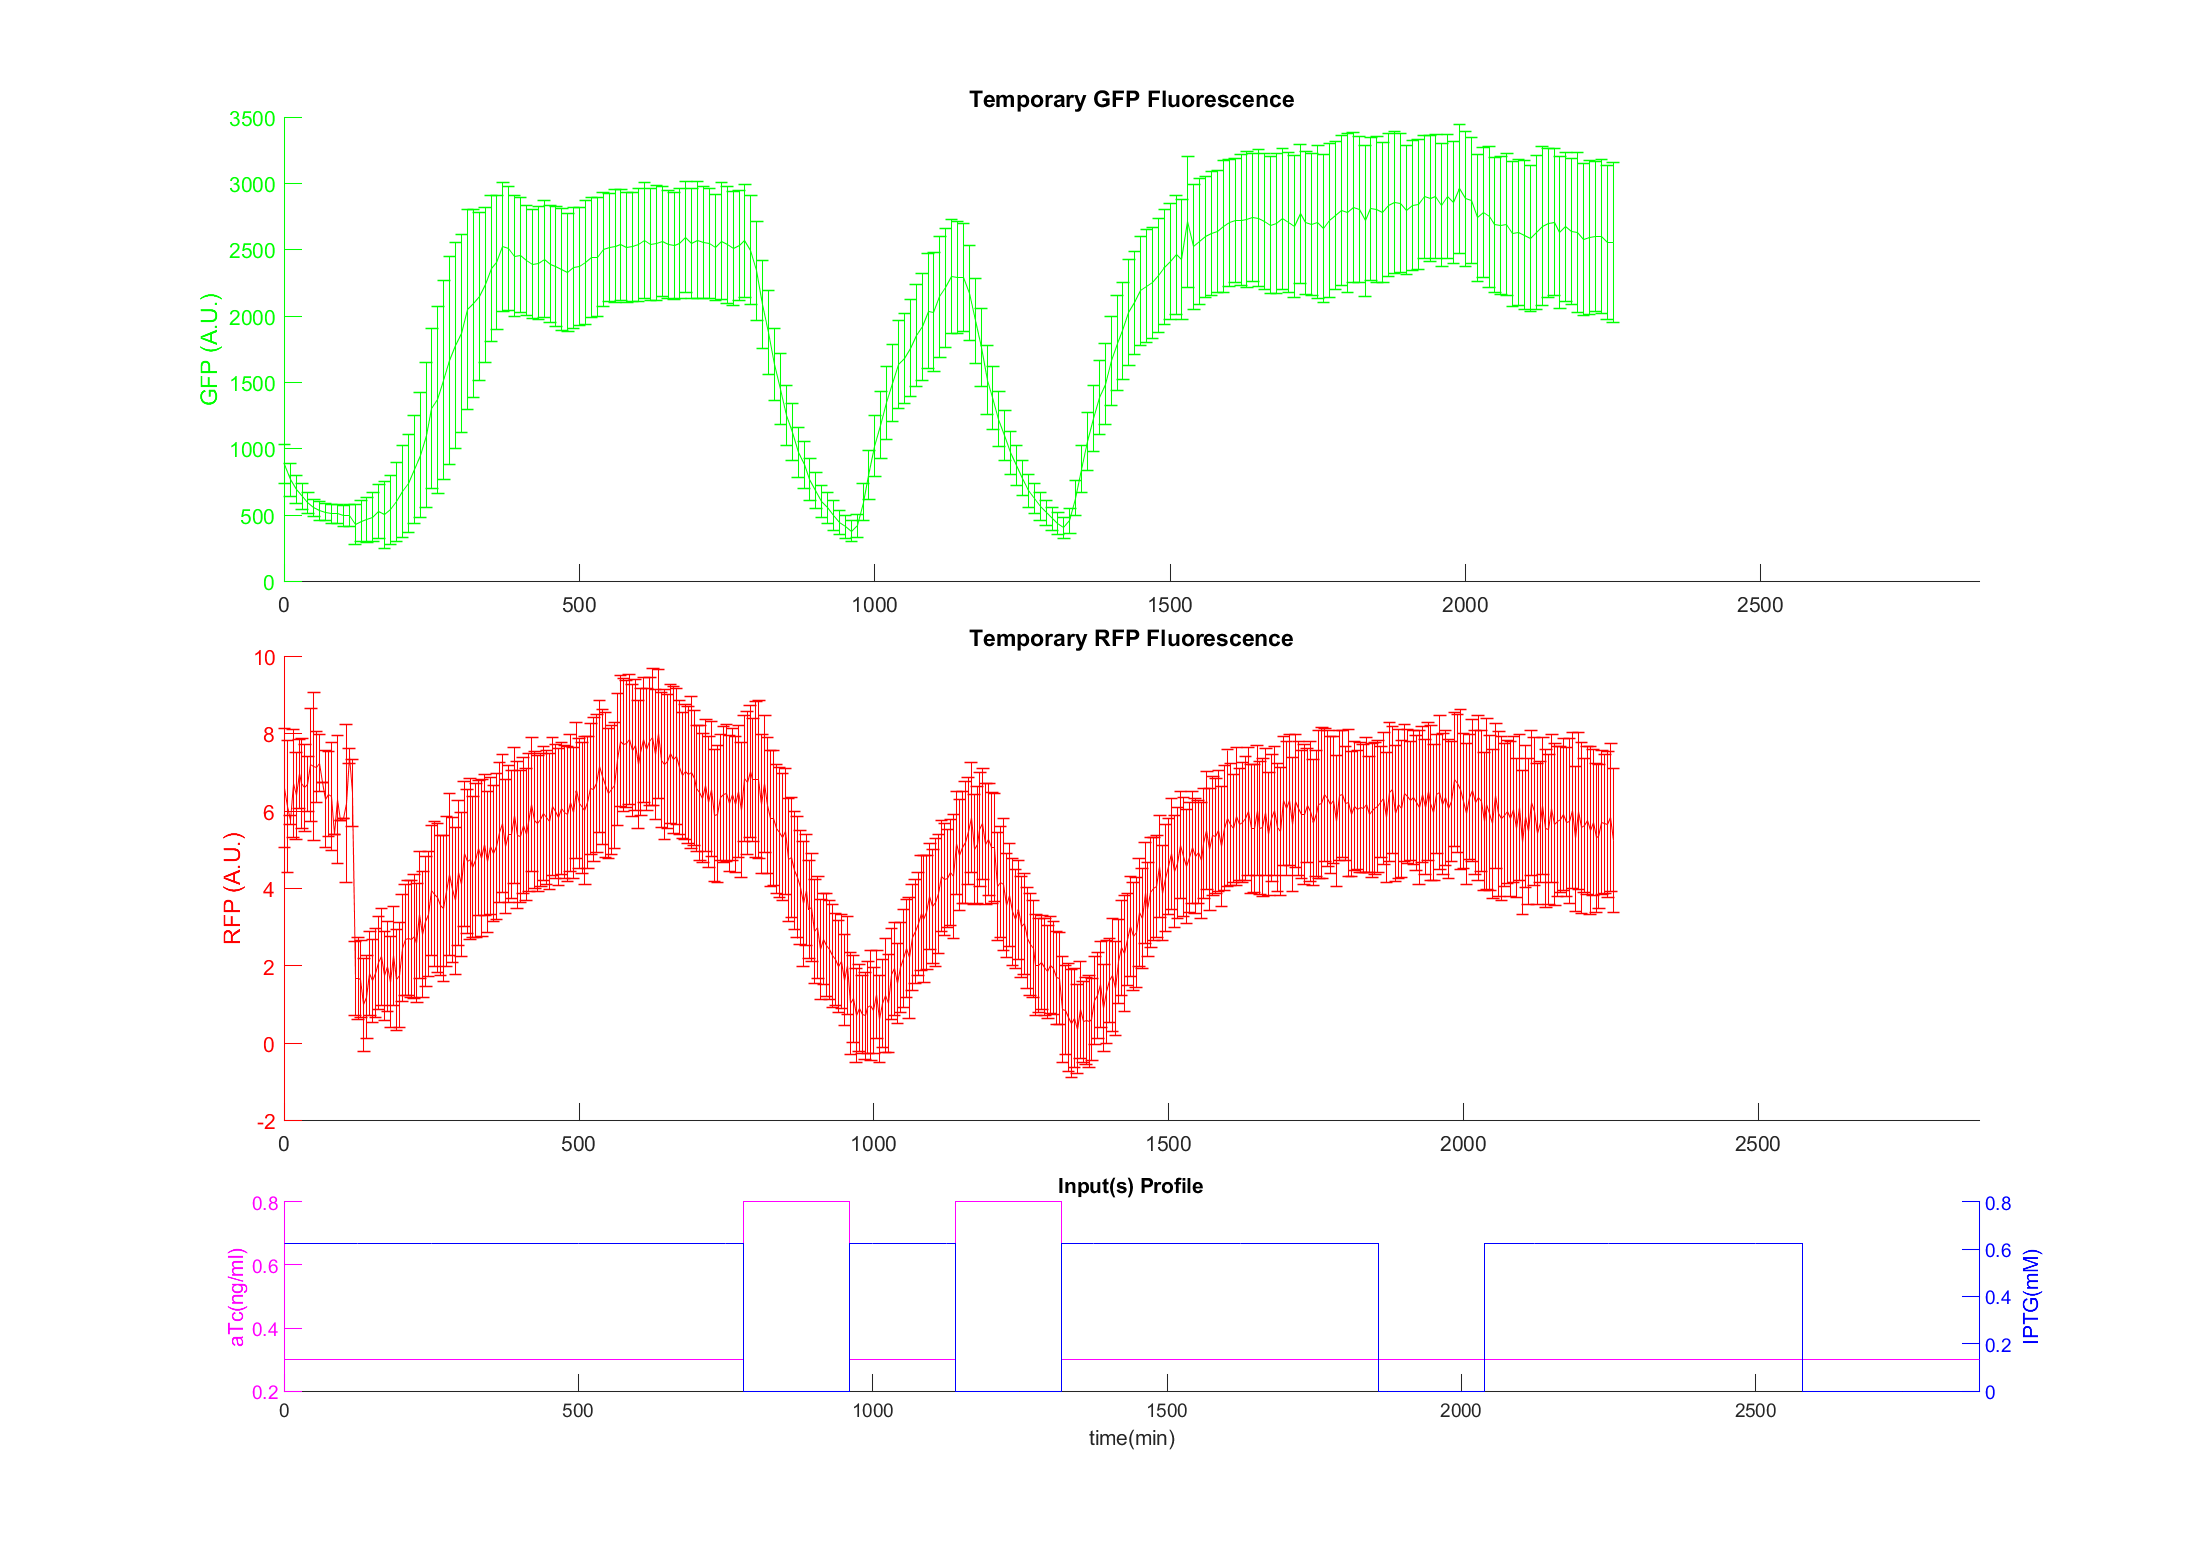 Temporary GFP Fluorescence
3500
3000
2500
2000
1500
1000
500
0
GFP (A.U.)
0 500 1000 1500 2000 2500
Temporary RFP Fluorescence
10
8
6
4
2
0
-2
RFP (A.U.)
0 500 1000 1500 2000 2500
Input(s) Profile
0.8
0.6
0.4
0.2
aTc(ng/ml)
0.8
0.6
0.4
0.2
0
IPTG(mM)
0 500 1000 1500 2000 2500
time(min)